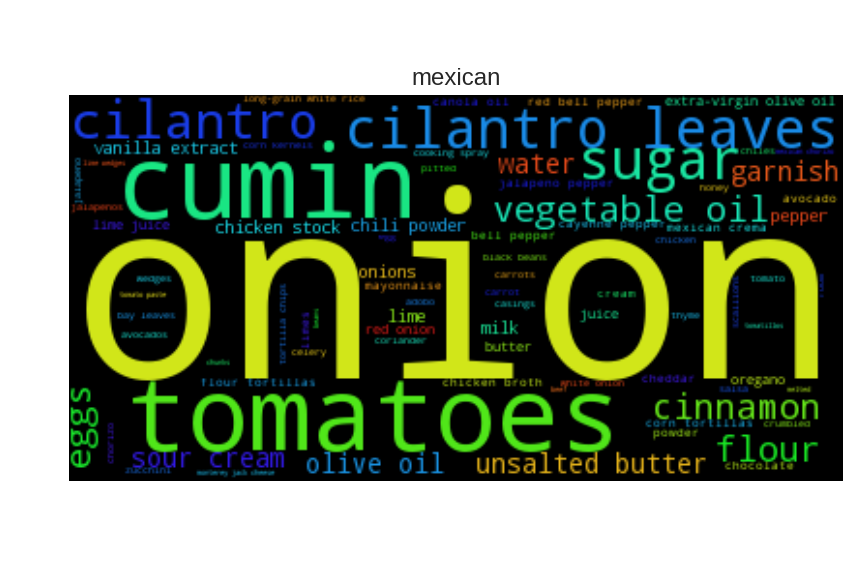 mexican
long-grain white rice
canola oil
red bell pepper
extra-virgin olive oil
cilantro
cilantro leaves
vanilla extract
corn kernels
cooking spray
pitted
water
sugar
garnish
lime wedges
jalapeno
jalapenos
cumin
jalapeno pepper
honey
avocado
vegetable oil
pepper
lime juice
chicken stock
chili powder
cayenne pepper
mexican crema
bell pepper
chicken
onion
black beans
onions
mayonnaise
carrots
carrot
casings
wedges
tomato paste
bay leaves
avocados
tortilla chips
limes
celery
adobo
lime
red onion
coriander
milk
butter
cream
juice
thyme
scallions
tomato
tomatillos
flour tortillas
chicken broth
white onion
beef
cheddar
salsa
oregano
melted
eggs
tomatoes
cinnamon
corn tortillas
crumbled
powder
flour
chorizo
sour cream
olive oil
unsalted butter
chocolate
zucchini
monterey jack cheese